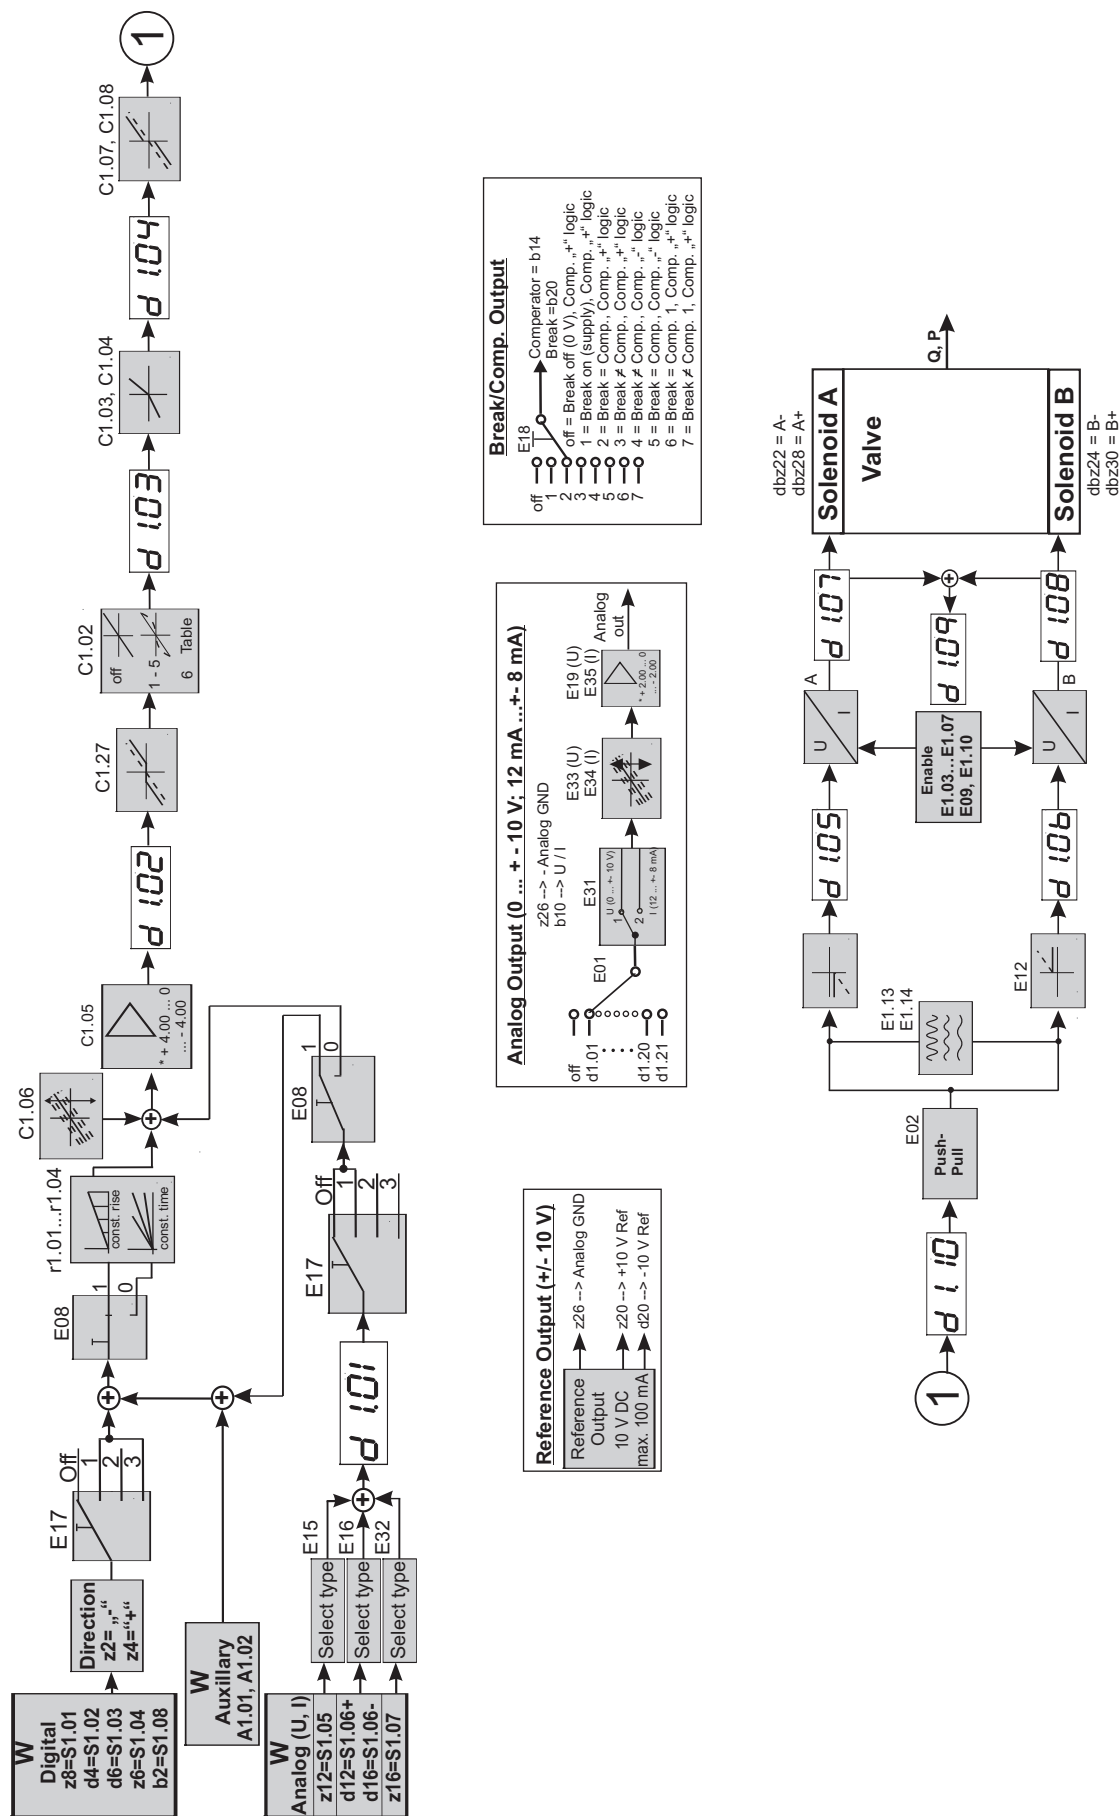 W
Digital
z8=S1.01
d4=S1.02
d6=S1.03
z6=S1.04
b2=S1.08
Direction
z2= „-“
z4=“+“
E17
Off
1
2
3
E08
1
0
r1.01...r1.04
const. rise
const. time
C1.06
C1.05
* + 4.00 ... 0
... - 4.00
d 1.02
C1.27
C1.02
off
1 - 5
6 Table
d 1.03
C1.03, C1.04
d 1.04
C1.07, C1.08
1
W
Auxillary
A1.01, A1.02
W
Analog (U, I)
z12=S1.05
d12=S1.06+
d16=S1.06-
z16=S1.07
Select type
Select type
Select type
E15
E16
E32
d 1.01
E17
Off
1
2
3
E08
1
0
Reference Output (+/- 10 V)
Reference
Output
10 V DC
max. 100 mA
z26 --> Analog GND
z20 --> +10 V Ref
d20 --> -10 V Ref
Analog Output (0 ... + - 10 V; 12 mA ...+- 8 mA)
z26 --> - Analog GND
b10 --> U / I
off
d1.01
d1.20
d1.21
E01
E31
U (0 ... +- 10 V)
1
2
I (12 ... +- 8 mA)
E33 (U)
E34 (I)
E19 (U)
E35 (I)
* + 2.00 ... 0
... - 2.00
Analog
out
Break/Comp. Output
off
1
2
3
4
5
6
7
E18
Comperator = b14
Break =b20
off = Break off (0 V), Comp. „+“ logic
1 = Break on (supply), Comp. „+“ logic
2 = Break = Comp., Comp. „+“ logic
3 = Break ≠ Comp., Comp. „+“ logic
4 = Break ≠ Comp., Comp. „-“ logic
5 = Break = Comp., Comp. „-“ logic
6 = Break = Comp. 1, Comp. „+“ logic
7 = Break ≠ Comp. 1, Comp. „+“ logic
1
d 1.10
E02
Push-
Pull
E1.13
E1.14
E12
d 1.05
d 1.06
U
I
A
U
I
B
Enable
E1.03... E1.07
E09, E1.10
d 1.07
d 1.09
d 1.08
dbz22 = A-
dbz28 = A+
Solenoid A
Valve
Solenoid B
dbz24 = B-
dbz30 = B+
Q, P